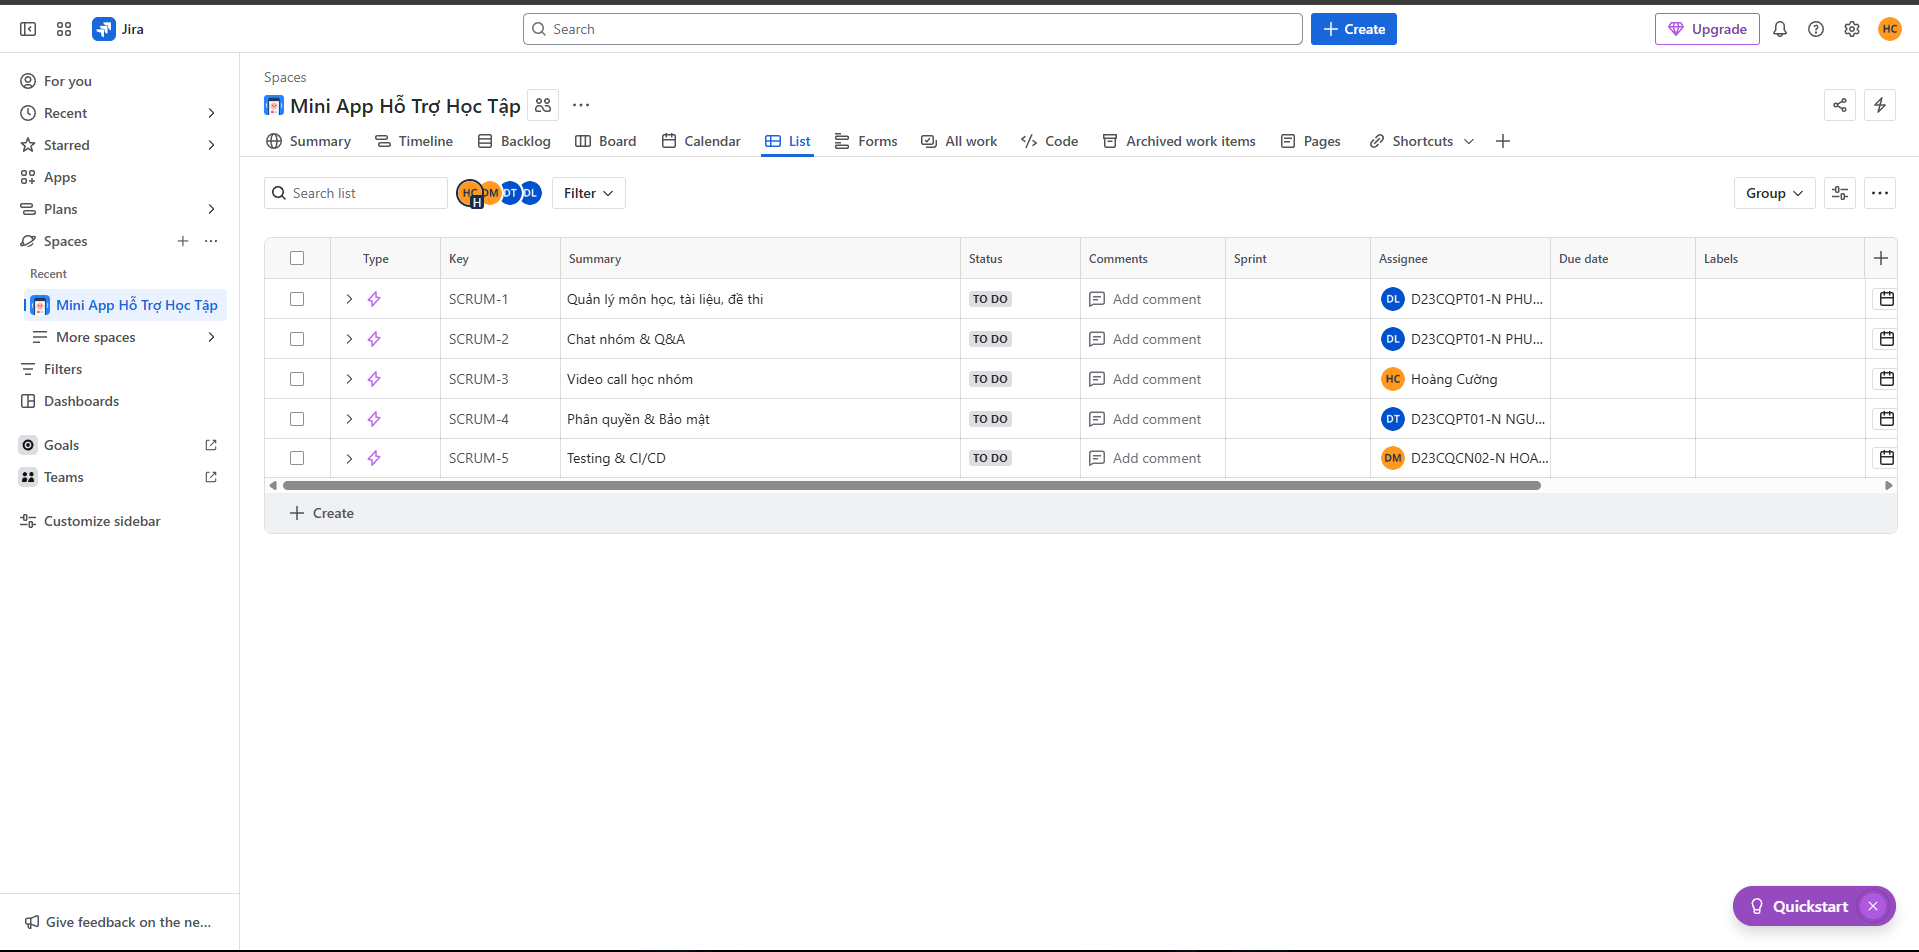 Jira
Search
Create
Upgrade
HC
For you
Recent
Starred
Apps
Plans
Spaces
Recent
Mini App Hỗ Trợ Học Tập
More spaces
Filters
Dashboards
Goals
Teams
Customize sidebar
Give feedback on the ne...
Spaces
Mini App Hỗ Trợ Học Tập
Summary Timeline Backlog Board Calendar List Forms All work Code Archived work items Pages Shortcuts
Search list HC H DM DT DL Filter Group
Type Key Summary Status Comments Sprint Assignee Due date Labels
SCRUM-1 Quản lý môn học, tài liệu, đề thi TO DO Add comment DL D23CQPT01-N PHU...
SCRUM-2 Chat nhóm & Q&A TO DO Add comment DL D23CQPT01-N PHU...
SCRUM-3 Video call học nhóm TO DO Add comment HC Hoàng Cường
SCRUM-4 Phân quyền & Bảo mật TO DO Add comment DT D23CQPT01-N NGU...
SCRUM-5 Testing & CI/CD TO DO Add comment DM D23CQCN02-N HOA...
Create
Quickstart